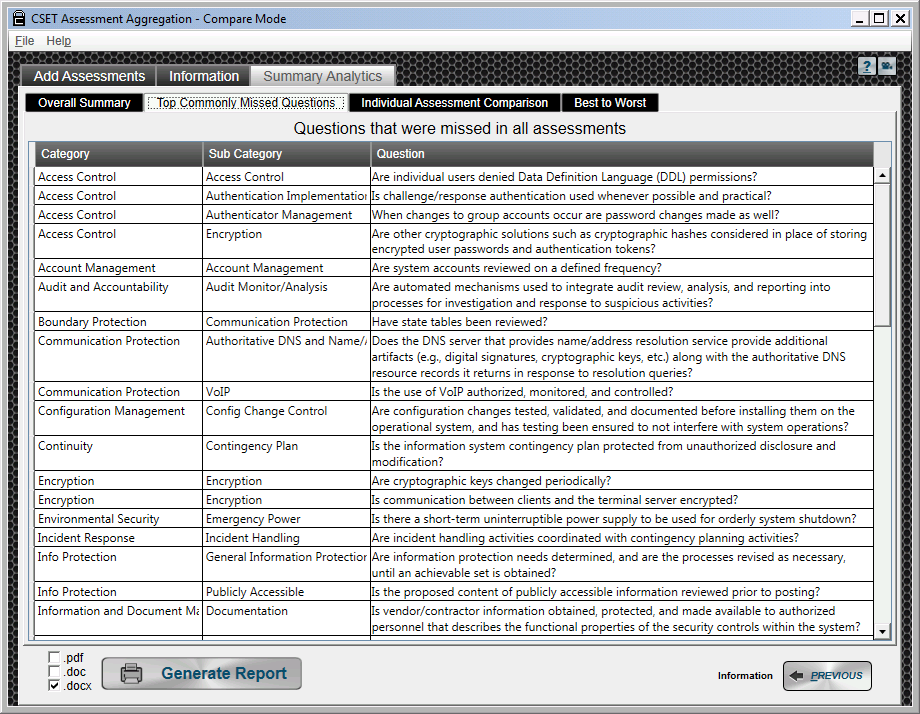 CSET Assessment Aggregation - Compare Mode
File Help
Add Assessments Information Summary Analytics
?
Overall Summary Top Commonly Missed Questions Individual Assessment Comparison Best to Worst
Questions that were missed in all assessments
Category Sub Category Question
Access Control Access Control Are individual users denied Data Definition Language (DDL) permissions?
Access Control Authentication Implementation Is challenge/response authentication used whenever possible and practical?
Access Control Authenticator Management When changes to group accounts occur are password changes made as well?
Access Control Encryption Are other cryptographic solutions such as cryptographic hashes considered in place of storing
encrypted user passwords and authentication tokens?
Account Management Account Management Are system accounts reviewed on a defined frequency?
Audit and Accountability Audit Monitor/Analysis Are automated mechanisms used to integrate audit review, analysis, and reporting into
processes for investigation and response to suspicious activities?
Boundary Protection Communication Protection Have state tables been reviewed?
Communication Protection Authoritative DNS and Name/A Does the DNS server that provides name/address resolution service provide additional
artifacts (e.g., digital signatures, cryptographic keys, etc.) along with the authoritative DNS
resource records it returns in response to resolution queries?
Communication Protection VoIP Is the use of VoIP authorized, monitored, and controlled?
Configuration Management Config Change Control Are configuration changes tested, validated, and documented before installing them on the
operational system, and has testing been ensured to not interfere with system operations?
Continuity Contingency Plan Is the information system contingency plan protected from unauthorized disclosure and
modification?
Encryption Encryption Are cryptographic keys changed periodically?
Encryption Encryption Is communication between clients and the terminal server encrypted?
Environmental Security Emergency Power Is there a short-term uninterruptible power supply to be used for orderly system shutdown?
Incident Response Incident Handling Are incident handling activities coordinated with contingency planning activities?
Info Protection General Information Protection Are information protection needs determined, and are the processes revised as necessary,
until an achievable set is obtained?
Info Protection Publicly Accessible Is the proposed content of publicly accessible information reviewed prior to posting?
Information and Document Ma Documentation Is vendor/contractor information obtained, protected, and made available to authorized
personnel that describes the functional properties of the security controls within the system?
.pdf
.doc
.docx
Generate Report
Information
PREVIOUS